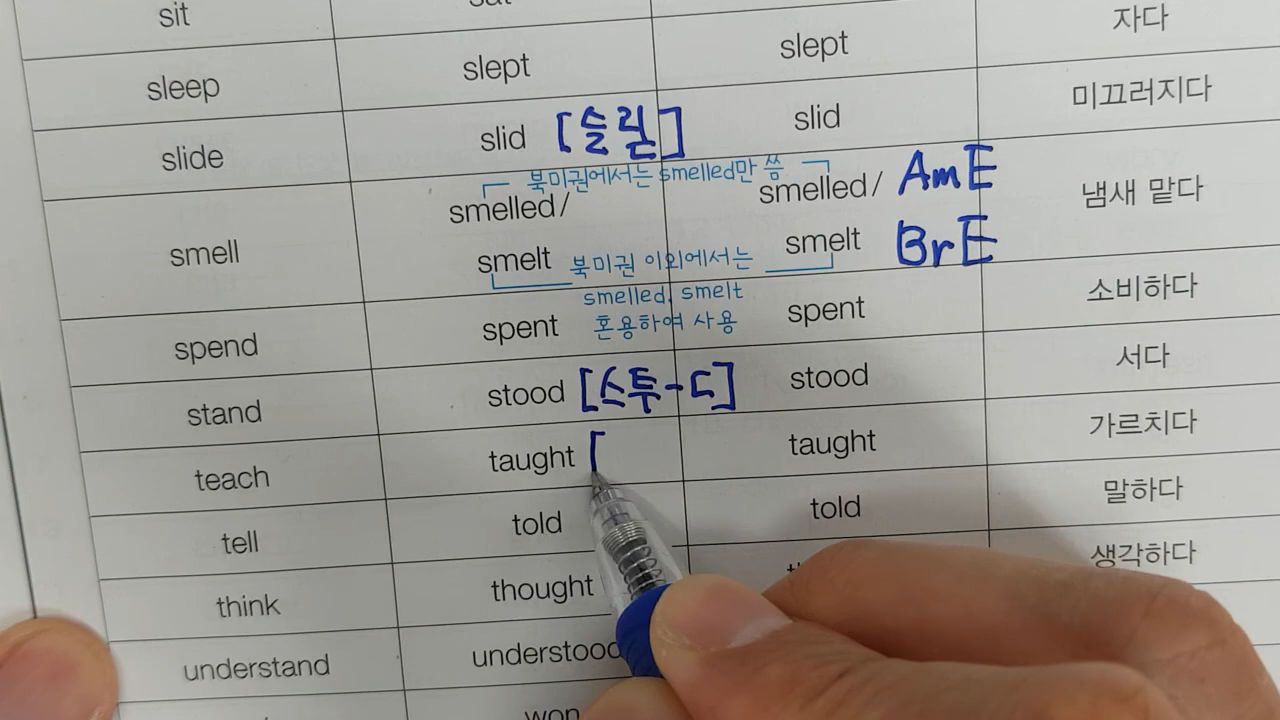 sit sat
sleep slept slept 자다
slide slid [슬릳] slid 미끄러지다
북미권에서는 smelled만 씀
smell smelled/ smelled/ AmE 냄새 맡다
smelt 북미권 이외에서는 smelt BrE
smelled, smelt
혼용하여 사용
spend spent spent 소비하다
stand stood [스투-ㄷ] stood 서다
teach taught [ taught 가르치다
tell told told 말하다
think thought 생각하다
understand understood
won